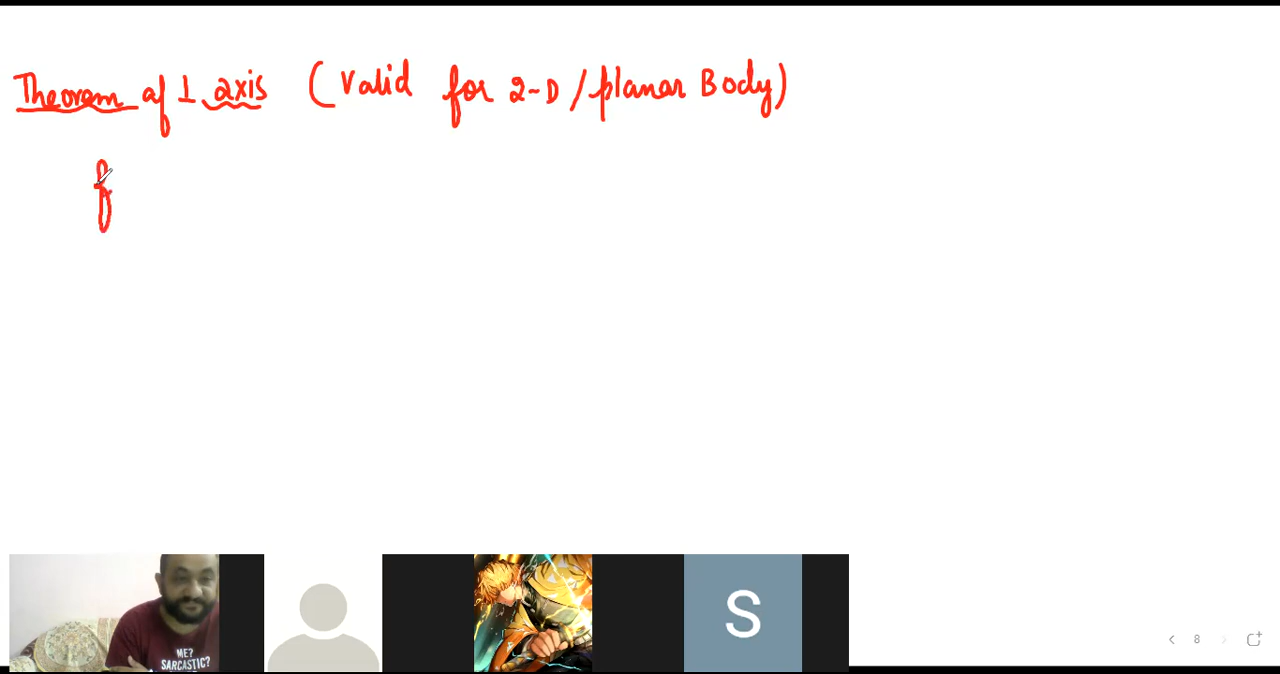 Theorem of ⊥ axis (Valid for 2-D/planar Body)
f
ME?
SARCASTIC?
S
8